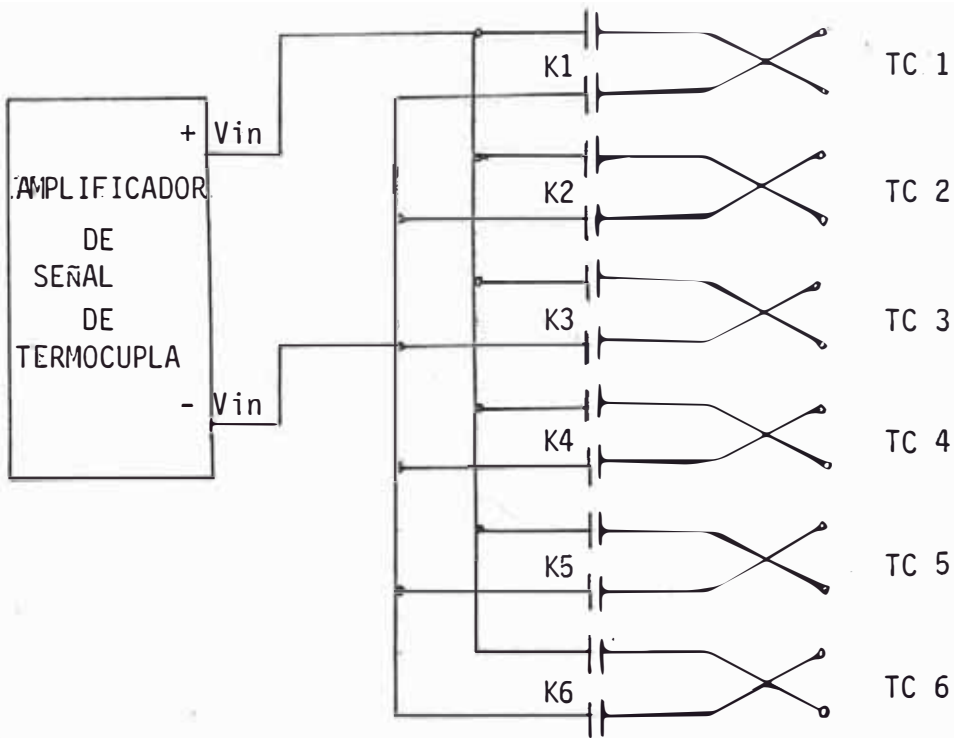 + Vin
AMPLIFICADOR
DE
SEÑAL
DE
TERMOCUPLA
- Vin
K1
TC 1
K2
TC 2
K3
TC 3
K4
TC 4
K5
TC 5
K6
TC 6